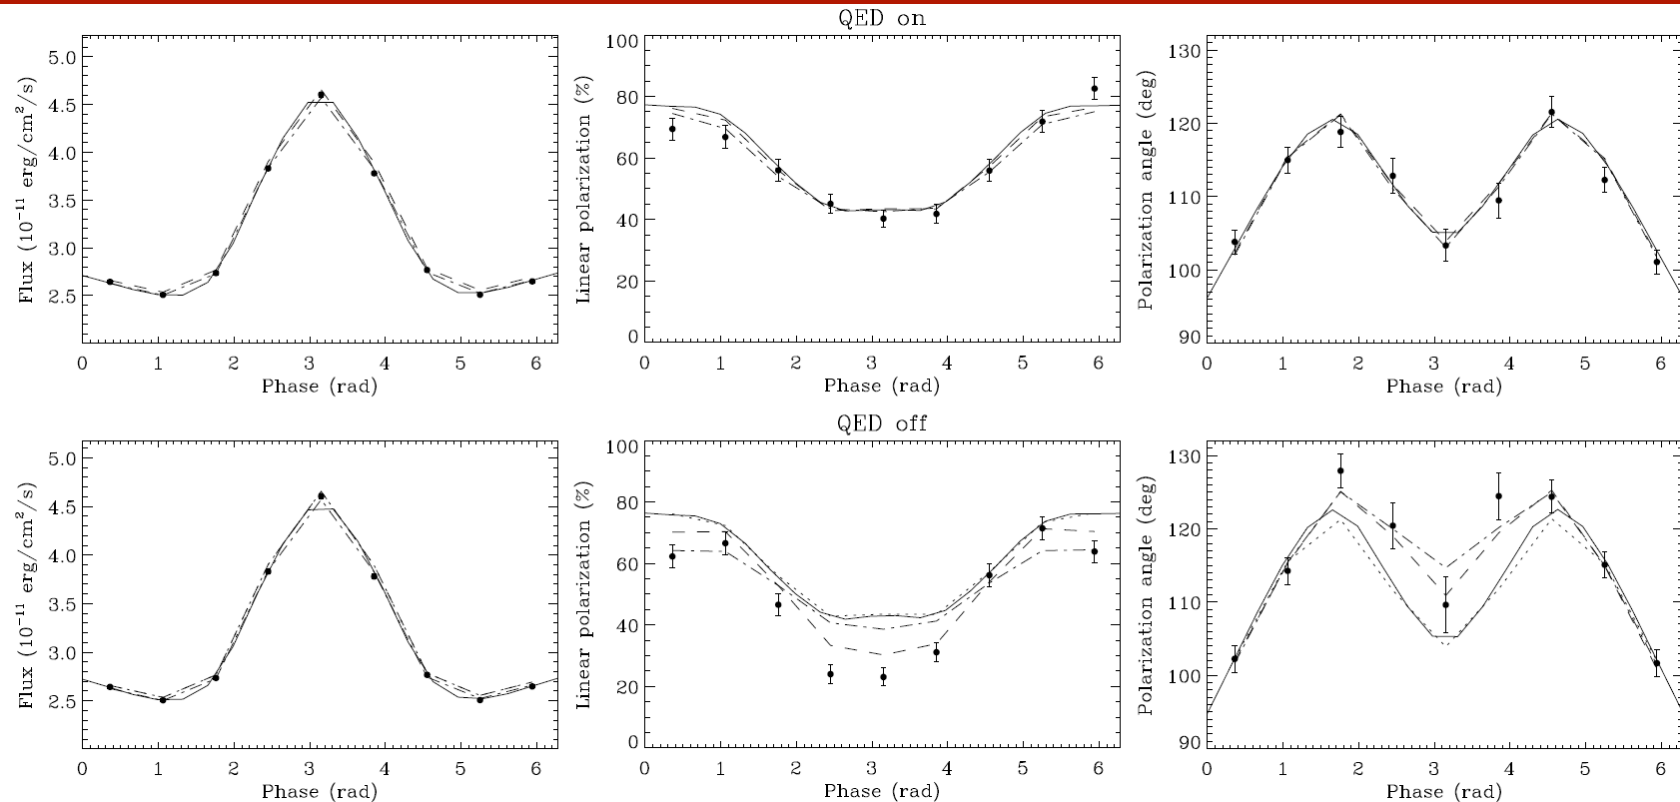 QED on
Flux (10⁻¹¹ erg/cm²/s)
5.0
4.5
4.0
3.5
3.0
2.5
0 1 2 3 4 5 6
Phase (rad)
Linear polarization (%)
100
80
60
40
20
0
0 1 2 3 4 5 6
Phase (rad)
Polarization angle (deg)
130
120
110
100
90
0 1 2 3 4 5 6
Phase (rad)
QED off
Flux (10⁻¹¹ erg/cm²/s)
5.0
4.5
4.0
3.5
3.0
2.5
0 1 2 3 4 5 6
Phase (rad)
Linear polarization (%)
100
80
60
40
20
0
0 1 2 3 4 5 6
Phase (rad)
Polarization angle (deg)
130
120
110
100
90
0 1 2 3 4 5 6
Phase (rad)